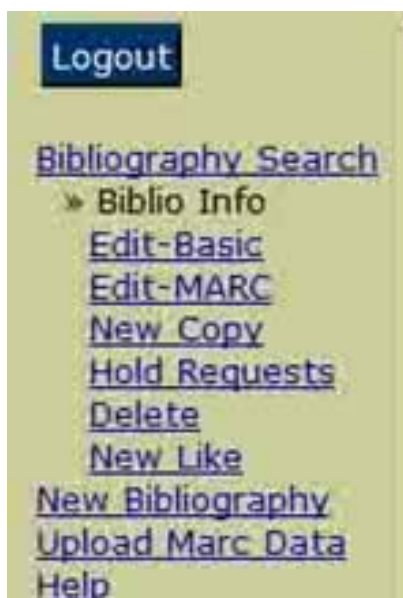 Logout
Bibliography Search
» Biblio Info
Edit-Basic
Edit-MARC
New Copy
Hold Requests
Delete
New Like
New Bibliography
Upload Marc Data
Help